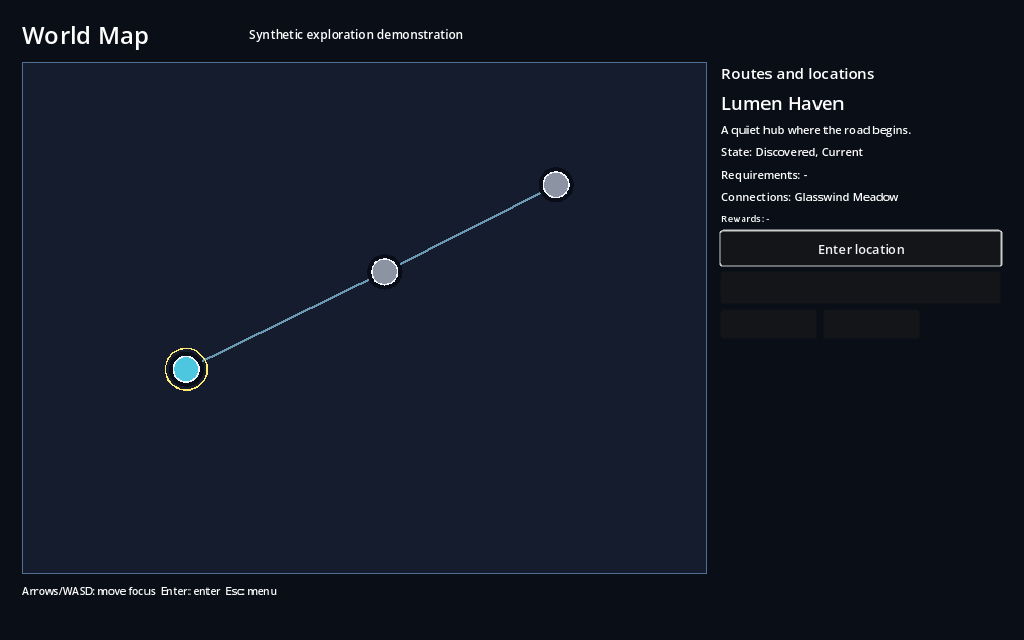 World Map
Synthetic exploration demonstration
Routes and locations
Lumen Haven
A quiet hub where the road begins.
State: Discovered, Current
Requirements: -
Connections: Glasswind Meadow
Rewards: -
Enter location
Arrows/WASD: move focus  Enter: enter  Esc: menu